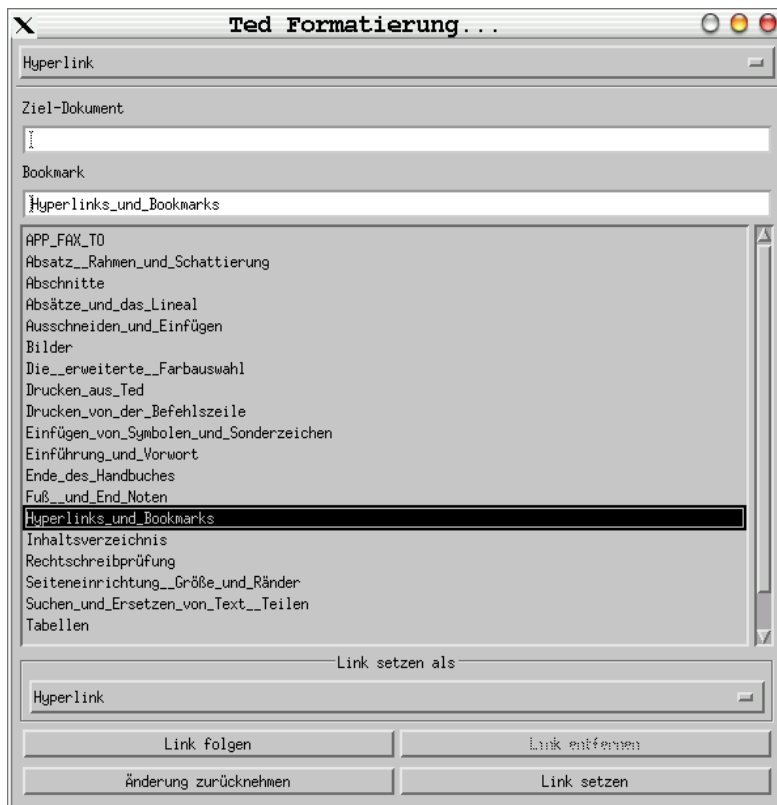 Ted Formatierung...
Hyperlink
Ziel-Dokument
Bookmark
Hyperlinks_und_Bookmarks
APP_FAX_TO
Absatz__Rahmen_und_Schattierung
Abschnitte
Absätze_und_das_Lineal
Ausschneiden_und_Einfügen
Bilder
Die__erweiterte__Farbauswahl
Drucken_aus_Ted
Drucken_von_der_Befehlszeile
Einfügen_von_Symbolen_und_Sonderzeichen
Einführung_und_Vorwort
Ende_des_Handbuches
Fuß__und_End_Noten
Hyperlinks_und_Bookmarks
Inhaltsverzeichnis
Rechtschreibprüfung
Seiteneinrichtung__Größe_und_Ränder
Suchen_und_Ersetzen_von_Text__Teilen
Tabellen
Link setzen als
Hyperlink
Link folgen
Link entfernen
Änderung zurücknehmen
Link setzen